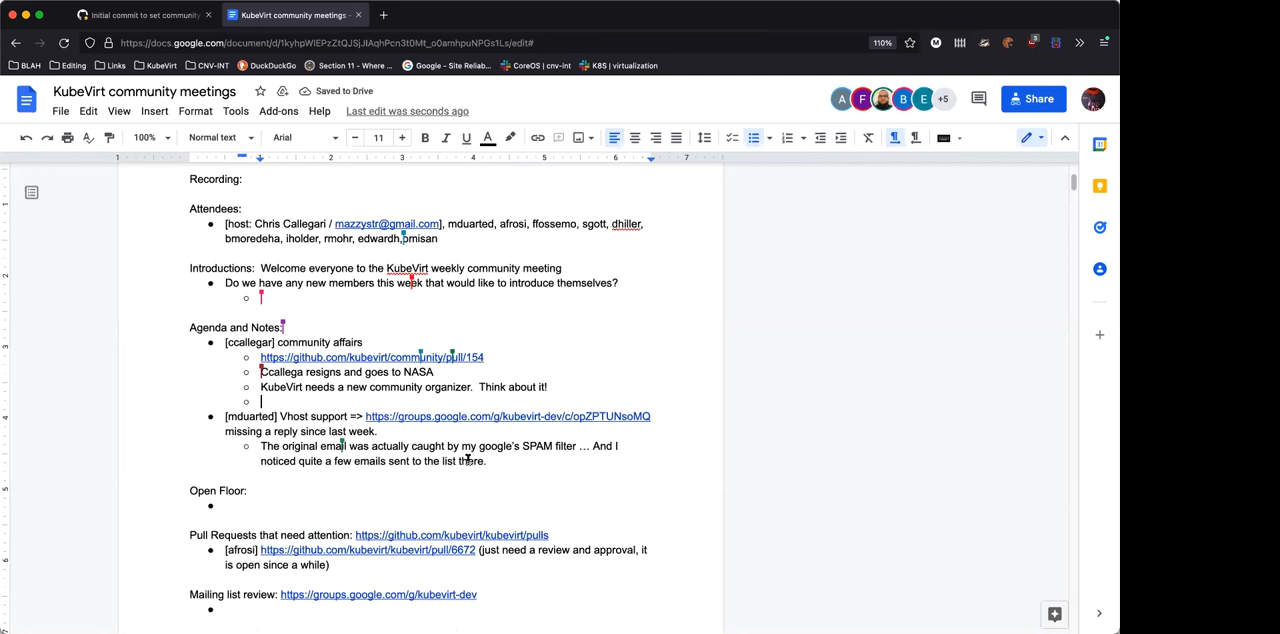 Initial commit to set community
KubeVirt community meetings -
https://docs.google.com/document/d/1kyhpWIEPzZtQJSjJIAqhPcn3t0Mt_o0amhpuNPGs1Ls/edit#
110%
BLAH Editing Links KubeVirt CNV-INT DuckDuckGo Section 11 – Where ... Google - Site Reliab... CoreOS | cnv-int K8S | virtualization
KubeVirt community meetings
Saved to Drive
File Edit View Insert Format Tools Add-ons Help Last edit was seconds ago
A F B E +5
Share
100% Normal text Arial 11 B I U A
1 1 2 3 4 5 6 7
Recording:
Attendees:
● [host: Chris Callegari / mazzystr@gmail.com], mduarted, afrosi, ffossemo, sgott, dhiller,
bmoredeha, iholder, rmohr, edwardh,pmisan
Introductions: Welcome everyone to the KubeVirt weekly community meeting
● Do we have any new members this week that would like to introduce themselves?
○
Agenda and Notes:
● [ccallegar] community affairs
○ https://github.com/kubevirt/community/pull/154
○ Ccallega resigns and goes to NASA
○ KubeVirt needs a new community organizer. Think about it!
○
● [mduarted] Vhost support => https://groups.google.com/g/kubevirt-dev/c/opZPTUNsoMQ
missing a reply since last week.
○ The original email was actually caught by my google's SPAM filter … And I
noticed quite a few emails sent to the list there.
Open Floor:
●
Pull Requests that need attention: https://github.com/kubevirt/kubevirt/pulls
● [afrosi] https://github.com/kubevirt/kubevirt/pull/6672 (just need a review and approval, it
is open since a while)
Mailing list review: https://groups.google.com/g/kubevirt-dev
●